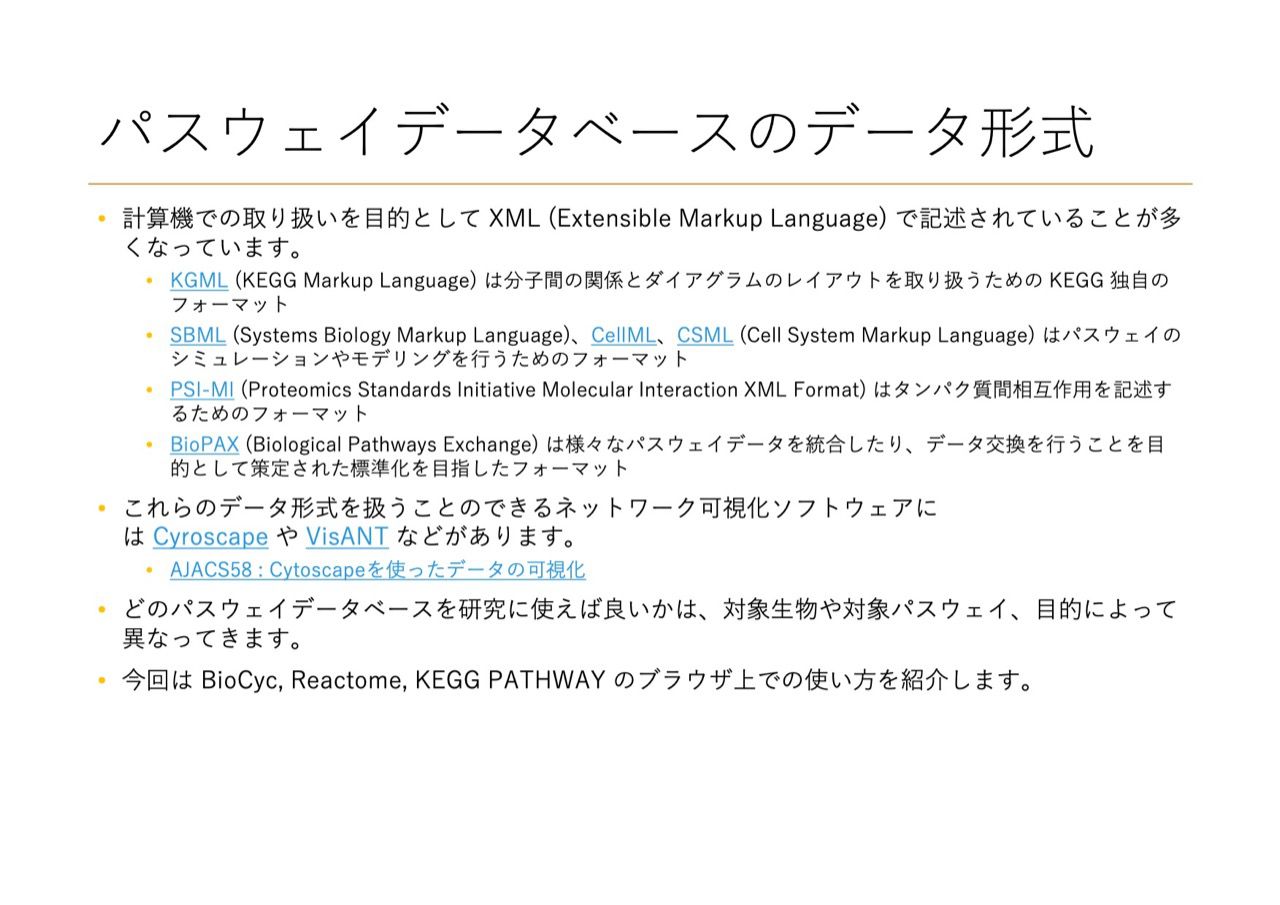 パスウェイデータベースのデータ形式
• 計算機での取り扱いを目的として XML (Extensible Markup Language) で記述されていることが多
くなっています。
• KGML (KEGG Markup Language) は分子間の関係とダイアグラムのレイアウトを取り扱うための KEGG 独自の
フォーマット
• SBML (Systems Biology Markup Language)、CellML、CSML (Cell System Markup Language) はパスウェイの
シミュレーションやモデリングを行うためのフォーマット
• PSI-MI (Proteomics Standards Initiative Molecular Interaction XML Format) はタンパク質間相互作用を記述す
るためのフォーマット
• BioPAX (Biological Pathways Exchange) は様々なパスウェイデータを統合したり、データ交換を行うことを目
的として策定された標準化を目指したフォーマット
• これらのデータ形式を扱うことのできるネットワーク可視化ソフトウェアに
は Cyroscape や VisANT などがあります。
• AJACS58 : Cytoscapeを使ったデータの可視化
• どのパスウェイデータベースを研究に使えば良いかは、対象生物や対象パスウェイ、目的によって
異なってきます。
• 今回は BioCyc, Reactome, KEGG PATHWAY のブラウザ上での使い方を紹介します。